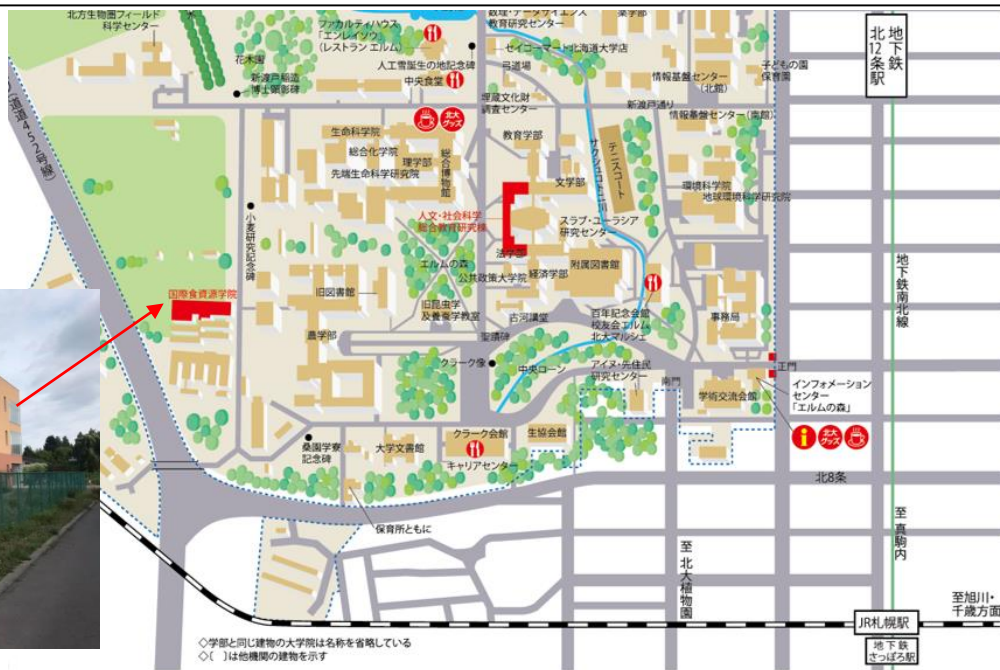 北方生物圏フィールド
科学センター
ファカルティハウス
「エンレイソウ」
(レストラン エルム)
数理・データサイエンス
教育研究センター
薬学部
地下鉄
北12条駅
花木園
人工雪誕生の地記念碑
セイコーマート北海道大学店
弓道場
子どもの園
保育園
新渡戸稲造
博士顕彰碑
中央食堂
情報基盤センター
(北館)
埋蔵文化財
調査センター
新渡戸通り
情報基盤センター(南館)
道道452号線)
北大
グッズ
生命科学院
総合化学院
理学部
先端生命科学研究院
総合博物館
教育学部
サクシュコトニ川
テニスコート
文学部
環境科学院
地球環境科学研究院
小麦研究記念碑
人文・社会科学
総合教育研究棟
スラブ・ユーラシア
研究センター
法学部
エルムの森
公共政策大学院
経済学部
附属図書館
地下鉄南北線
国際食資源学院
旧図書館
旧昆虫学
及養蚕学教室
古河講堂
百年記念会館
校友会エルム
北大マルシェ
事務局
農学部
聖蹟碑
クラーク像
中央ローン
アイヌ・先住民
研究センター
南門
正門
学術交流会館
インフォメーション
センター
「エルムの森」
i
北大
グッズ
桑園学寮
記念碑
大学文書館
クラーク会館
生協会館
キャリアセンター
北8条
保育所ともに
至真駒内
至北大植物園
至旭川・
千歳方面
JR札幌駅
地下鉄
さっぽろ駅
◇学部と同じ建物の大学院は名称を省略している
◇( )は他機関の建物を示す